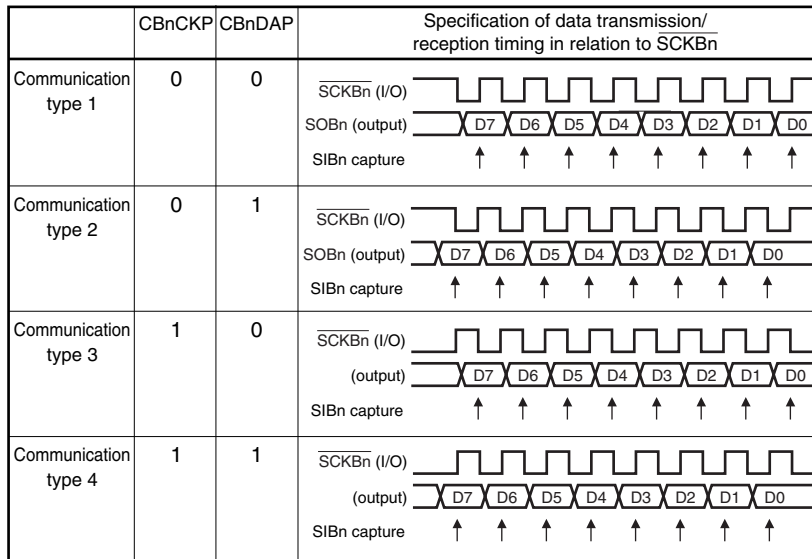 CBnCKP CBnDAP Specification of data transmission/
reception timing in relation to SCKBn
Communication
type 1
0 0
SCKBn (I/O)
SOBn (output) D7 D6 D5 D4 D3 D2 D1 D0
SIBn capture
Communication
type 2
0 1
SCKBn (I/O)
SOBn (output) D7 D6 D5 D4 D3 D2 D1 D0
SIBn capture
Communication
type 3
1 0
SCKBn (I/O)
(output) D7 D6 D5 D4 D3 D2 D1 D0
SIBn capture
Communication
type 4
1 1
SCKBn (I/O)
(output) D7 D6 D5 D4 D3 D2 D1 D0
SIBn capture